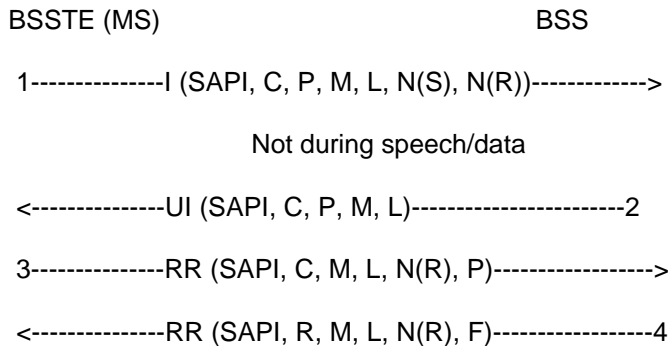 BSSTE (MS) BSS
1---------------I (SAPI, C, P, M, L, N(S), N(R))------------->
Not during speech/data
<---------------UI (SAPI, C, P, M, L)------------------------2
3---------------RR (SAPI, C, M, L, N(R), P)------------------>
<---------------RR (SAPI, R, M, L, N(R), F)------------------4